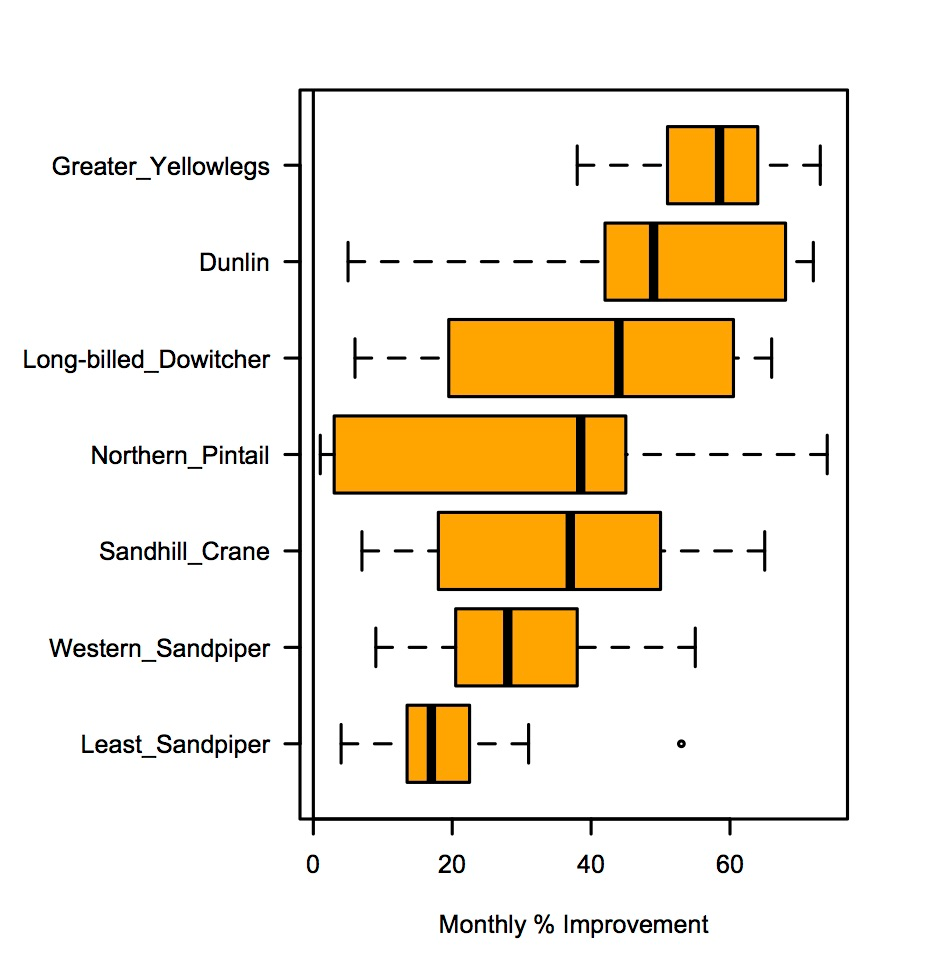 Greater_Yellowlegs
Dunlin
Long-billed_Dowitcher
Northern_Pintail
Sandhill_Crane
Western_Sandpiper
Least_Sandpiper
0 20 40 60
Monthly % Improvement